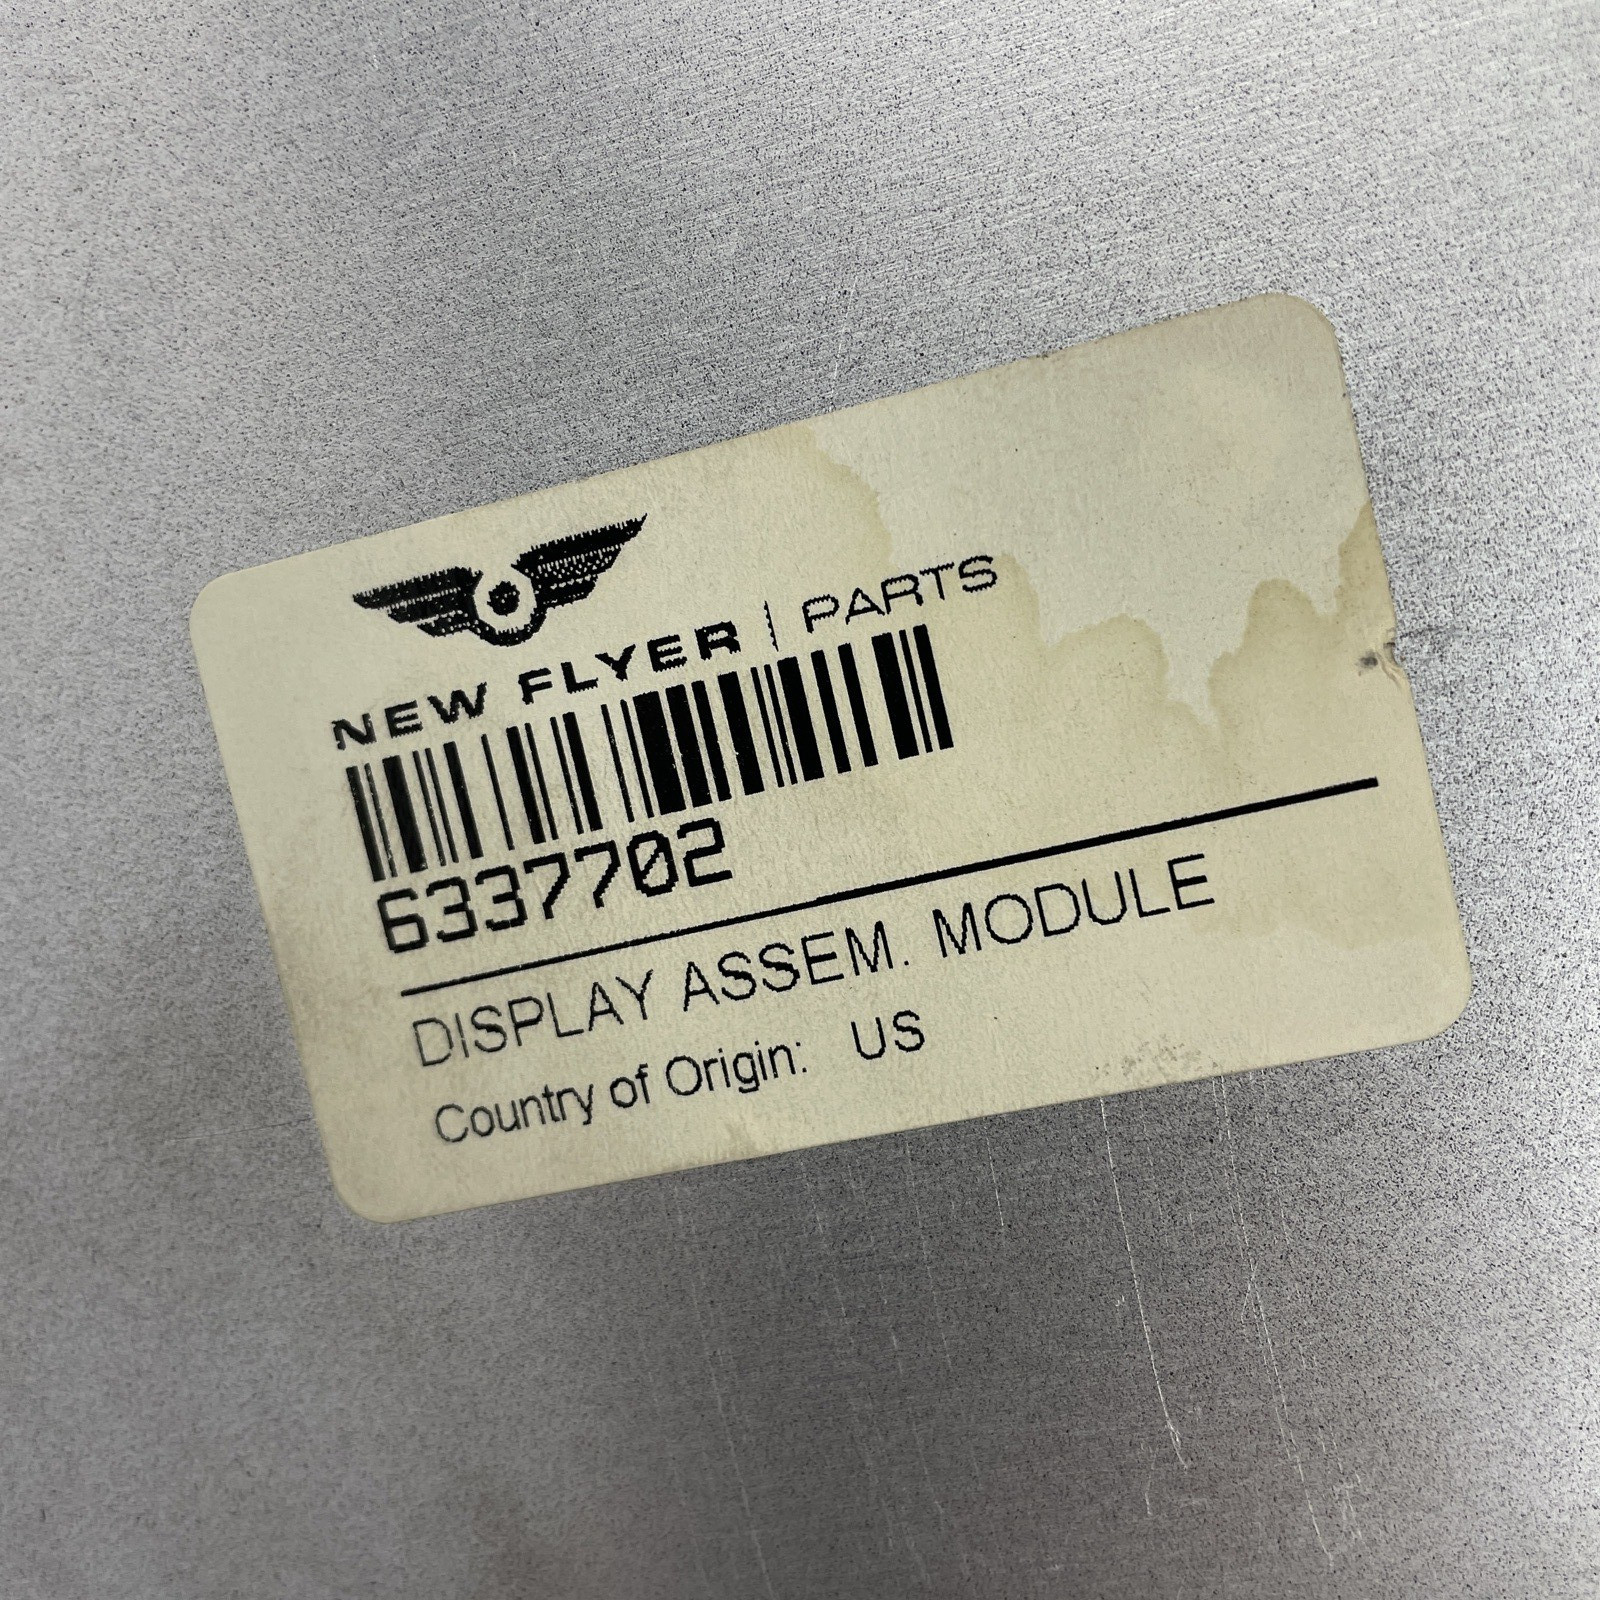 NEW FLYER | PARTS
6337702
DISPLAY ASSEM. MODULE
Country of Origin: US